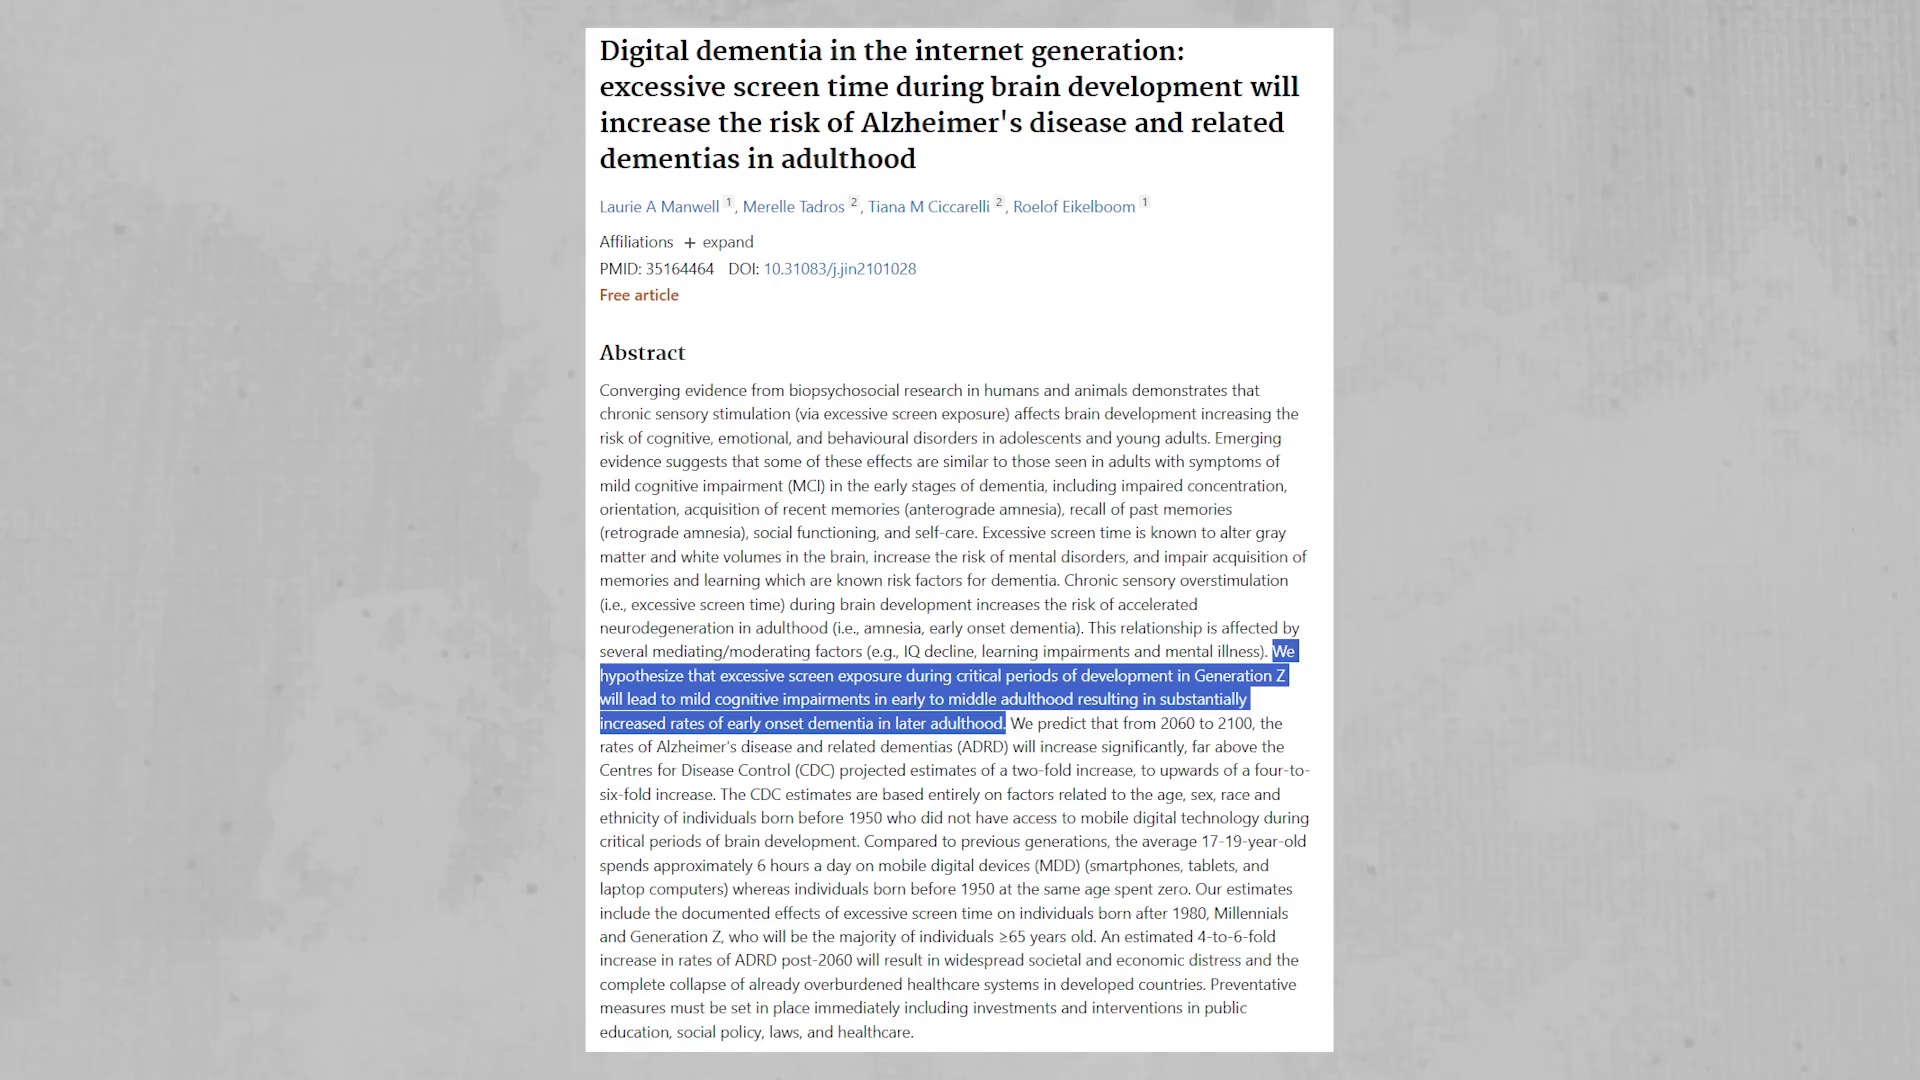 Digital dementia in the internet generation:
excessive screen time during brain development will
increase the risk of Alzheimer's disease and related
dementias in adulthood
Laurie A Manwell 1 , Merelle Tadros 2 , Tiana M Ciccarelli 2 , Roelof Eikelboom 1
Affiliations + expand
PMID: 35164464 DOI: 10.31083/j.jin2101028
Free article
Abstract
Converging evidence from biopsychosocial research in humans and animals demonstrates that
chronic sensory stimulation (via excessive screen exposure) affects brain development increasing the
risk of cognitive, emotional, and behavioural disorders in adolescents and young adults. Emerging
evidence suggests that some of these effects are similar to those seen in adults with symptoms of
mild cognitive impairment (MCI) in the early stages of dementia, including impaired concentration,
orientation, acquisition of recent memories (anterograde amnesia), recall of past memories
(retrograde amnesia), social functioning, and self-care. Excessive screen time is known to alter gray
matter and white volumes in the brain, increase the risk of mental disorders, and impair acquisition of
memories and learning which are known risk factors for dementia. Chronic sensory overstimulation
(i.e., excessive screen time) during brain development increases the risk of accelerated
neurodegeneration in adulthood (i.e., amnesia, early onset dementia). This relationship is affected by
several mediating/moderating factors (e.g., IQ decline, learning impairments and mental illness). We
hypothesize that excessive screen exposure during critical periods of development in Generation Z
will lead to mild cognitive impairments in early to middle adulthood resulting in substantially
increased rates of early onset dementia in later adulthood. We predict that from 2060 to 2100, the
rates of Alzheimer's disease and related dementias (ADRD) will increase significantly, far above the
Centres for Disease Control (CDC) projected estimates of a two-fold increase, to upwards of a four-to-
six-fold increase. The CDC estimates are based entirely on factors related to the age, sex, race and
ethnicity of individuals born before 1950 who did not have access to mobile digital technology during
critical periods of brain development. Compared to previous generations, the average 17-19-year-old
spends approximately 6 hours a day on mobile digital devices (MDD) (smartphones, tablets, and
laptop computers) whereas individuals born before 1950 at the same age spent zero. Our estimates
include the documented effects of excessive screen time on individuals born after 1980, Millennials
and Generation Z, who will be the majority of individuals ≥65 years old. An estimated 4-to-6-fold
increase in rates of ADRD post-2060 will result in widespread societal and economic distress and the
complete collapse of already overburdened healthcare systems in developed countries. Preventative
measures must be set in place immediately including investments and interventions in public
education, social policy, laws, and healthcare.